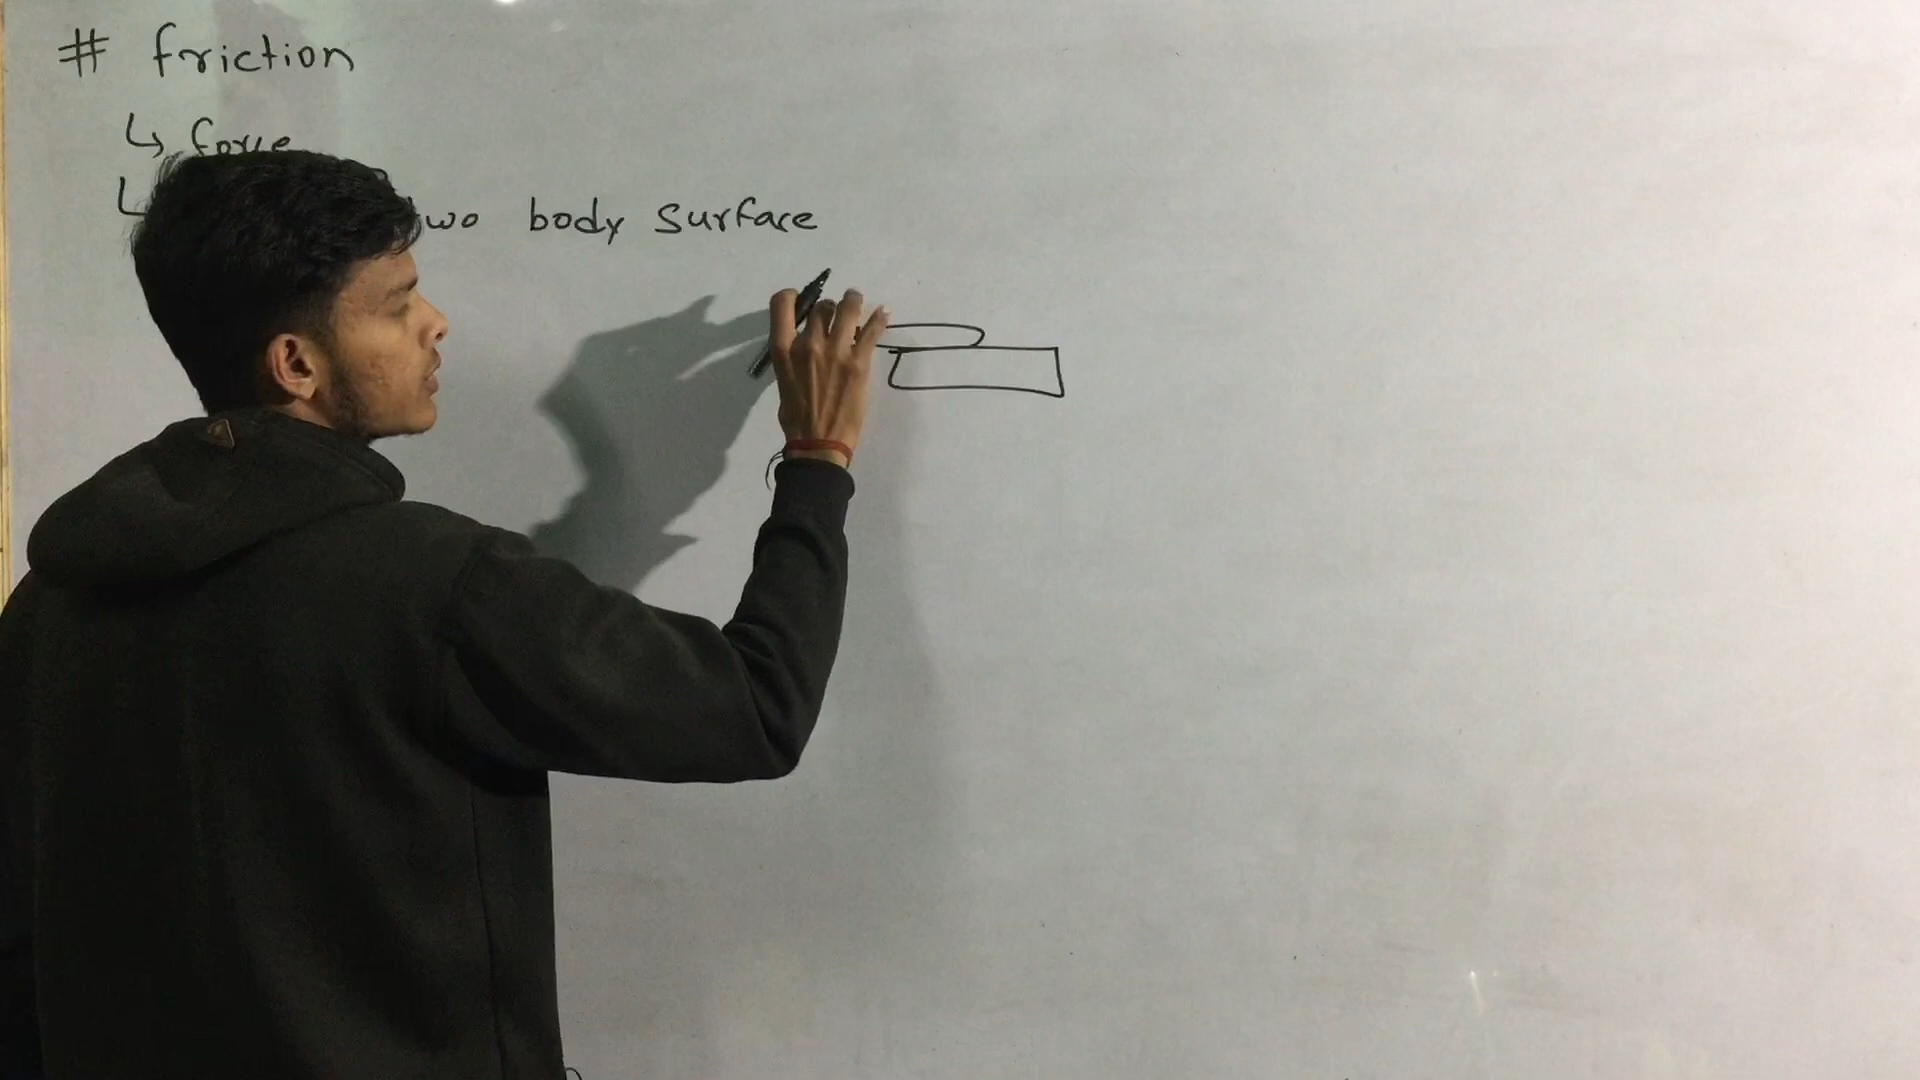 # friction
↳ force
↳ two body surface